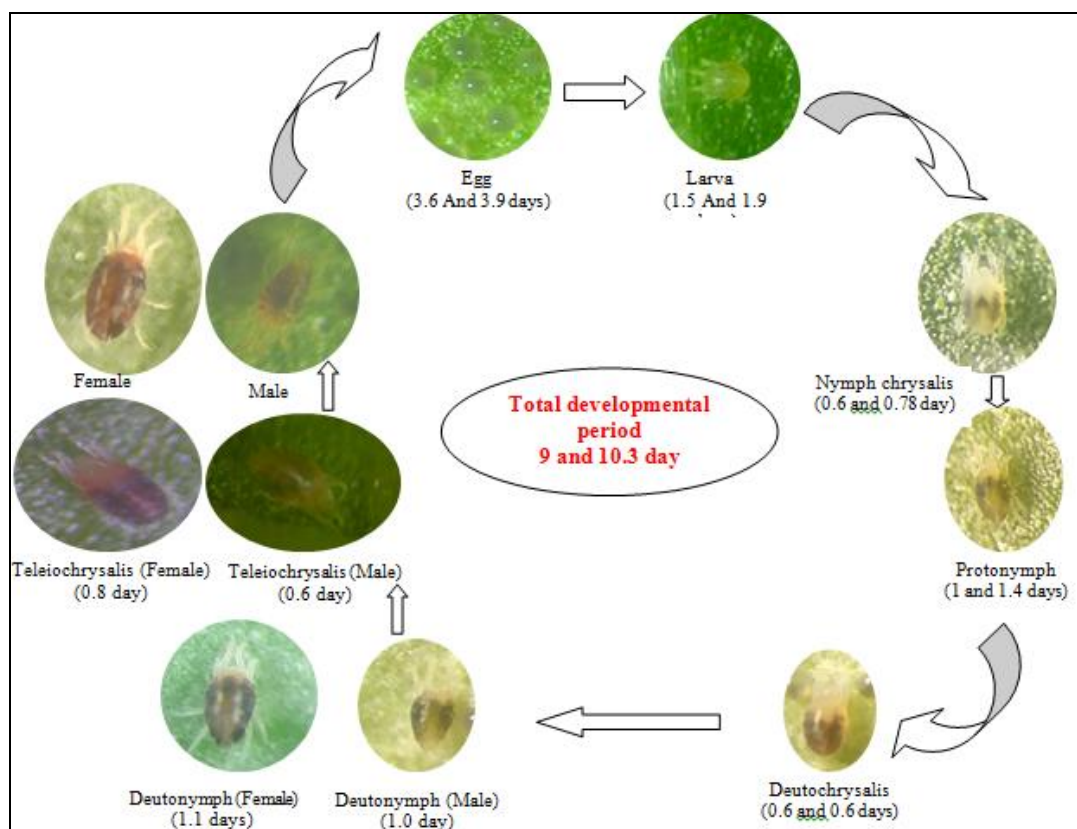 Egg
(3.6 And 3.9 days)
Larva
(1.5 And 1.9
Nymph chrysalis
(0.6 and 0.78 day)
Protonymph
(1 and 1.4 days)
Deutochrysalis
(0.6 and 0.6 days)
Deutonymph (Male)
(1.0 day)
Deutonymph (Female)
(1.1 days)
Teleiochrysalis (Male)
(0.6 day)
Teleiochrysalis (Female)
(0.8 day)
Male
Female
Total developmental
period
9 and 10.3 day